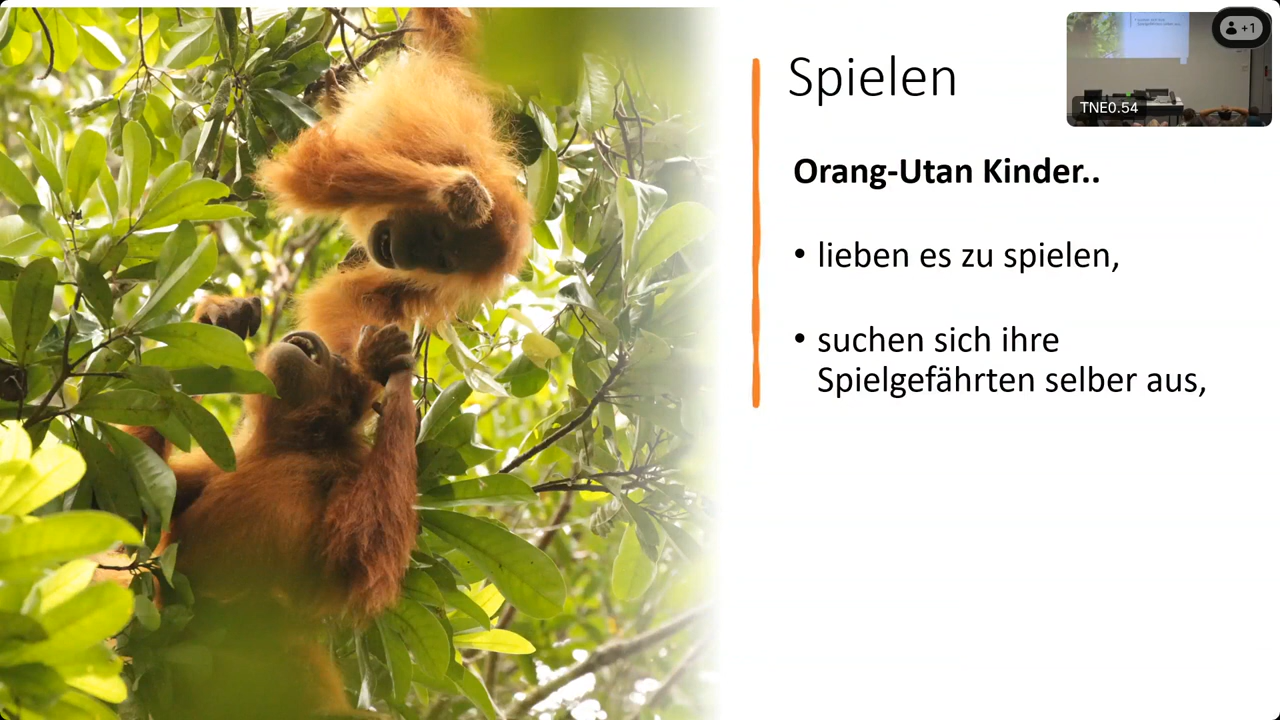 Spielen
+1
TNE0.54
Orang-Utan Kinder..
• lieben es zu spielen,
• suchen sich ihre
Spielgefährten selber aus,